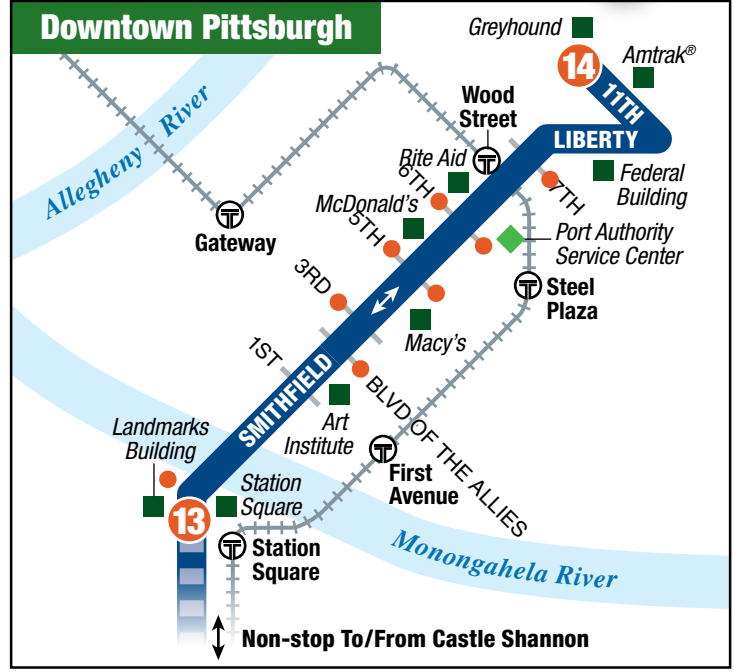 Downtown Pittsburgh
Greyhound
14
Amtrak®
11TH
Wood
Street
LIBERTY
Allegheny River
Rite Aid
6TH
7TH
Federal
Building
McDonald's
5TH
Gateway
Port Authority
Service Center
3RD
Steel
Plaza
Macy's
1ST
SMITHFIELD
BLVD OF THE ALLIES
Art
Institute
Landmarks
Building
First
Avenue
Station
Square
13
Station
Square
Monongahela River
Non-stop To/From Castle Shannon